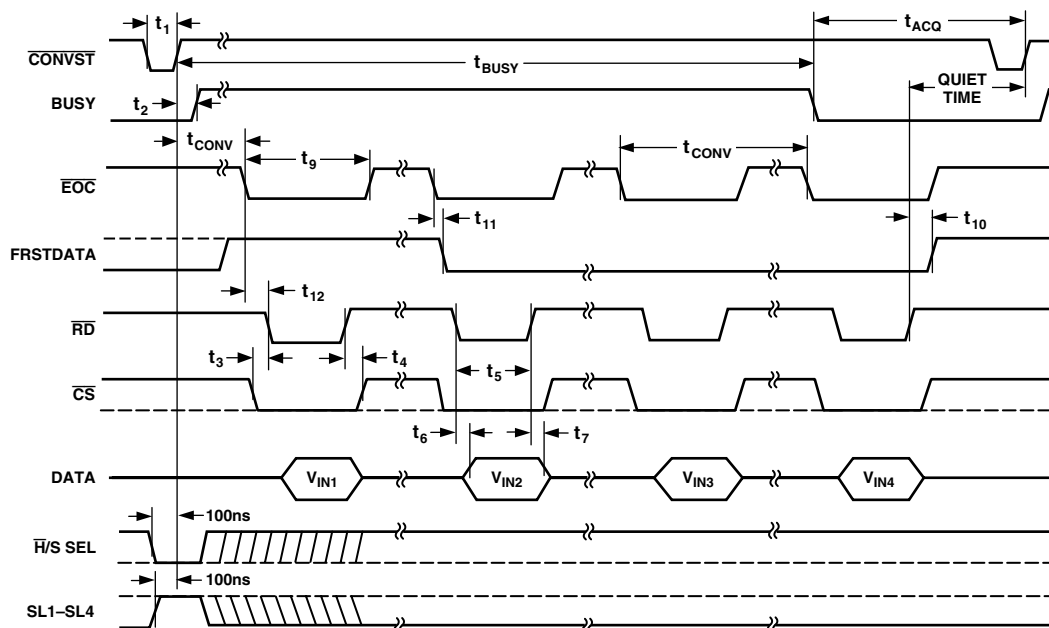 t1
tACQ
CONVST
tBUSY
QUIET
TIME
BUSY
t2
tCONV
t9
tCONV
EOC
t11
t10
FRSTDATA
t12
RD
t3
t4
t5
CS
t6
t7
DATA
VIN1
VIN2
VIN3
VIN4
100ns
H/S SEL
100ns
SL1–SL4